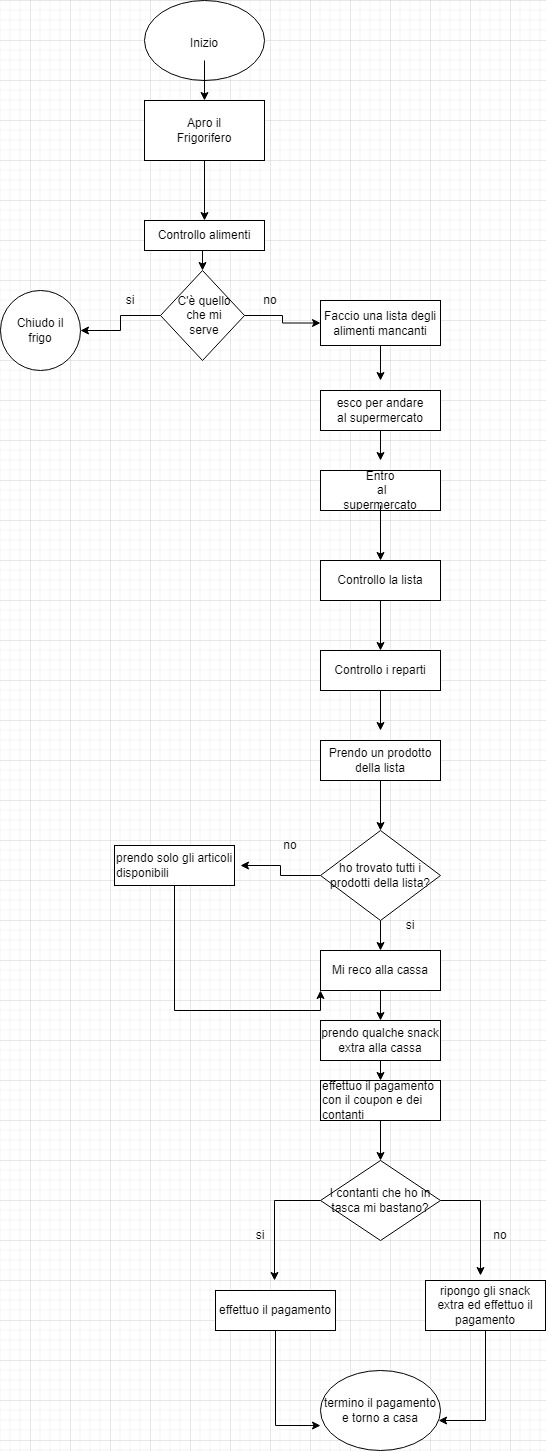 Inizio
Apro il
Frigorifero
Controllo alimenti
si
no
C'è quello
che mi
serve
Chiudo il
frigo
Faccio una lista degli
alimenti mancanti
esco per andare
al supermercato
Entro
al
supermercato
Controllo la lista
Controllo i reparti
Prendo un prodotto
della lista
no
prendo solo gli articoli
disponibili
ho trovato tutti i
prodotti della lista?
si
Mi reco alla cassa
prendo qualche snack
extra alla cassa
effettuo il pagamento
con il coupon e dei
contanti
I contanti che ho in
tasca mi bastano?
si
no
effettuo il pagamento
ripongo gli snack
extra ed effettuo il
pagamento
termino il pagamento
e torno a casa